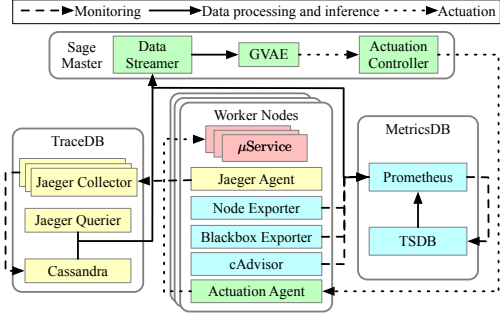 Monitoring
Data processing and inference
Actuation
Sage
Master
Data
Streamer
GVAE
Actuation
Controller
Worker Nodes
μService
Jaeger Agent
Node Exporter
Blackbox Exporter
cAdvisor
Actuation Agent
TraceDB
Jaeger Collector
Jaeger Querier
Cassandra
MetricsDB
Prometheus
TSDB